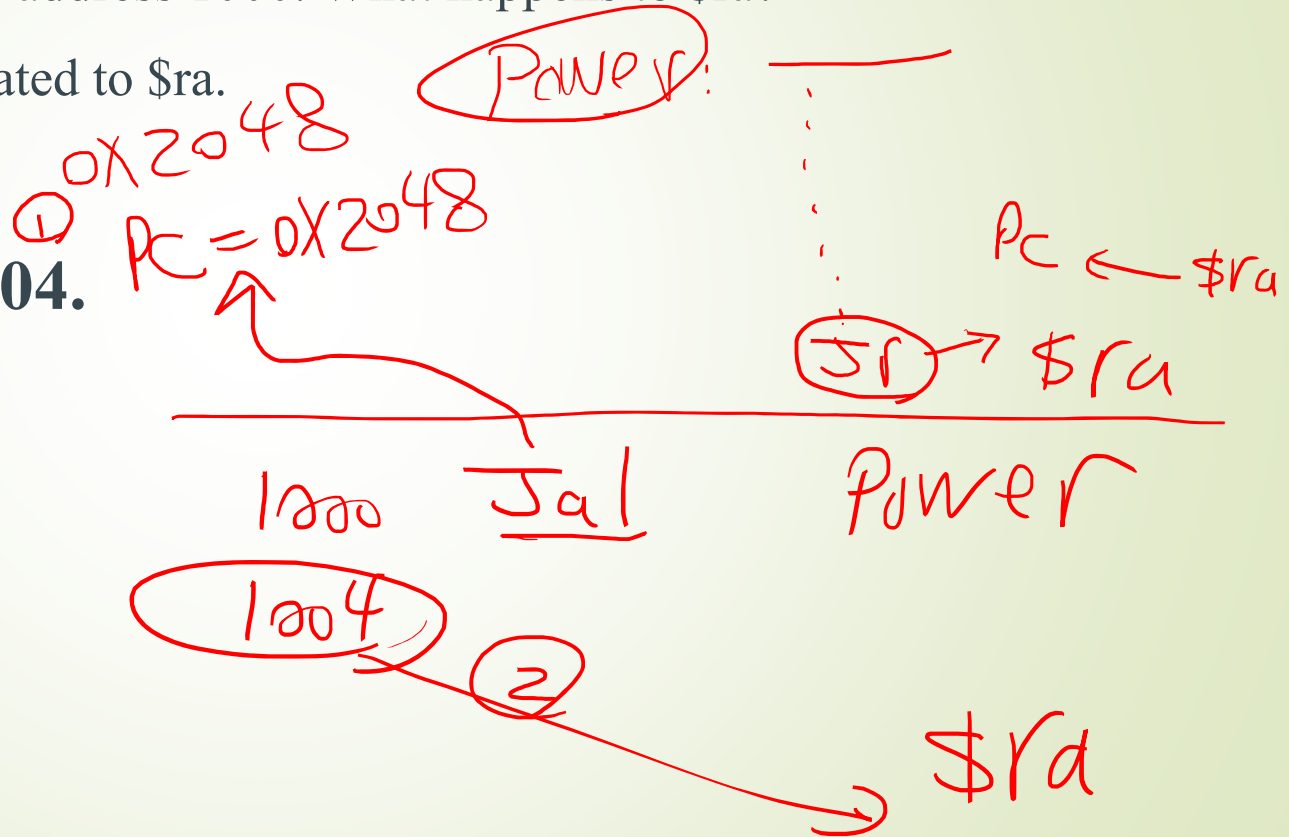 ated to $ra.
Power:
0X2048
① PC = 0X2048
04.
PC ← $ra
Jr → $ra
1000 Jal Power
1004
②
$ra